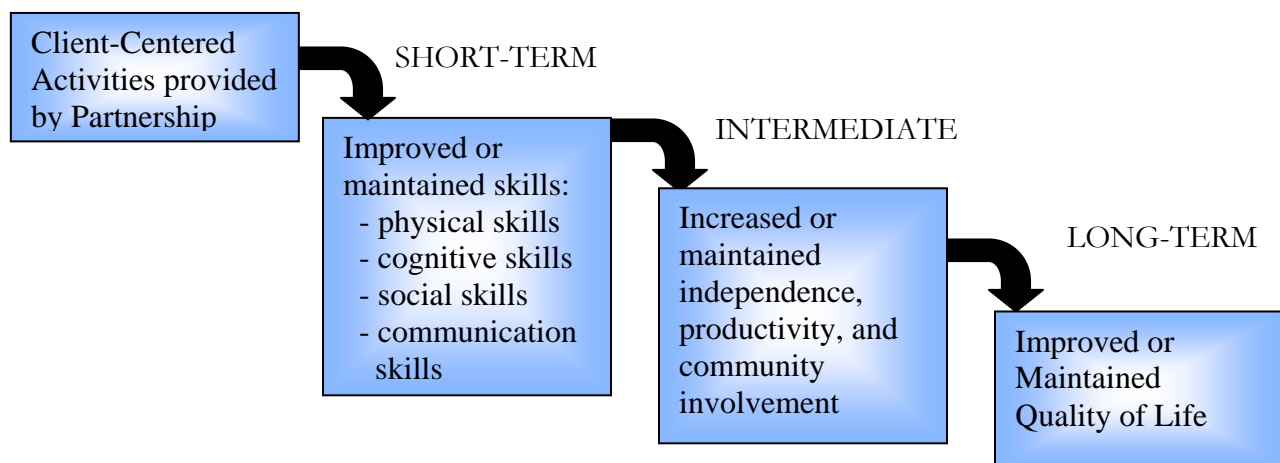 Client-Centered
Activities provided
by Partnership
SHORT-TERM
Improved or
maintained skills:
- physical skills
- cognitive skills
- social skills
- communication
skills
INTERMEDIATE
Increased or
maintained
independence,
productivity, and
community
involvement
LONG-TERM
Improved or
Maintained
Quality of Life